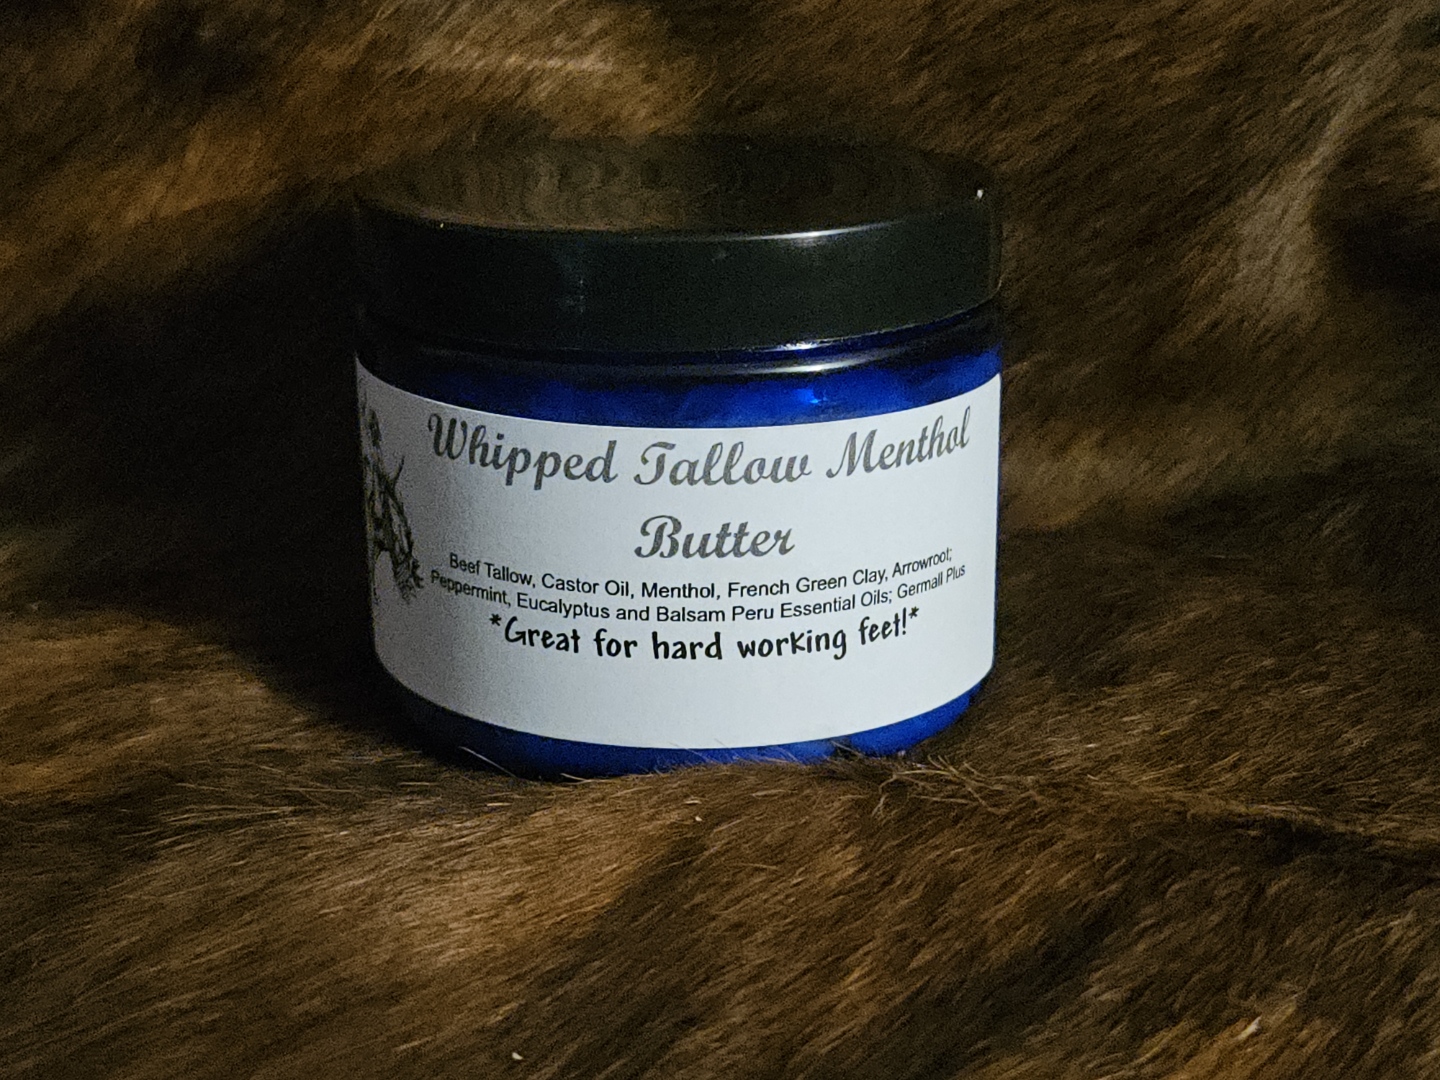 Whipped Tallow Menthol
Butter
Beef Tallow, Castor Oil, Menthol, French Green Clay, Arrowroot;
Peppermint, Eucalyptus and Balsam Peru Essential Oils; Germall Plus
*Great for hard working feet!*